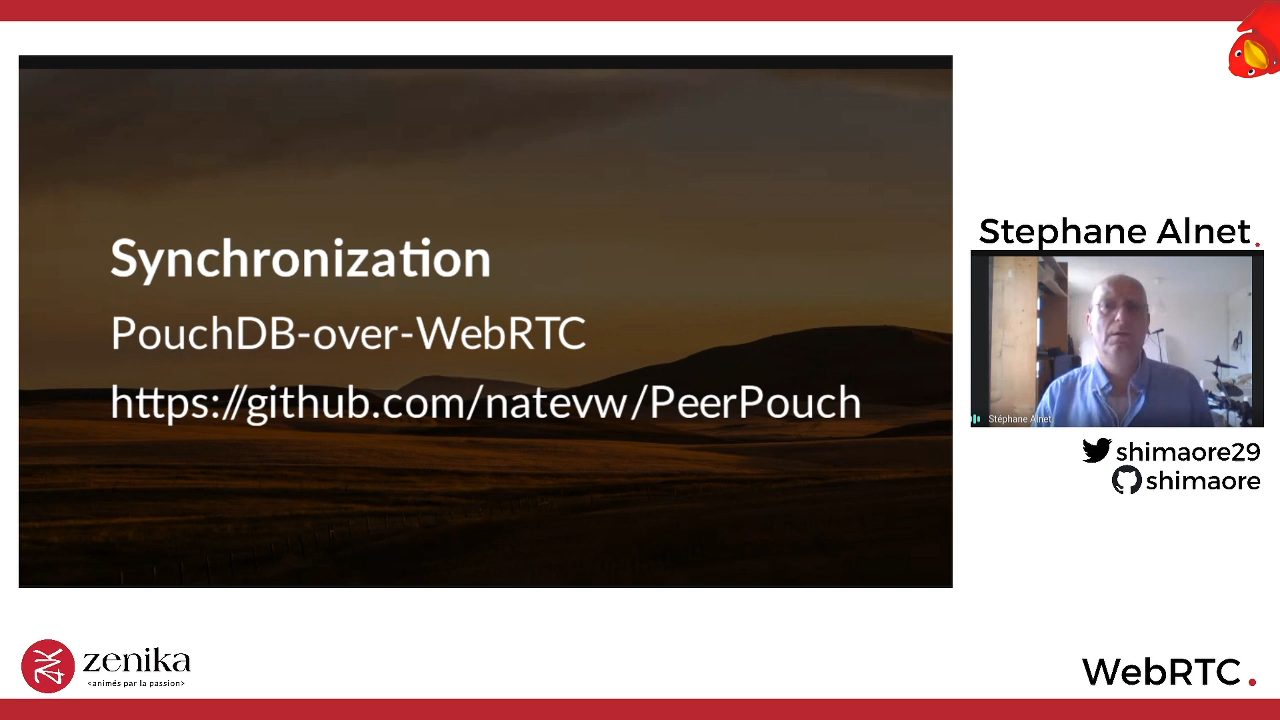 Synchronization
PouchDB-over-WebRTC
https://github.com/natevw/PeerPouch
Stephane Alnet.
Stéphane Alnet
shimaore29
shimaore
zenika
<animés par la passion>
WebRTC.